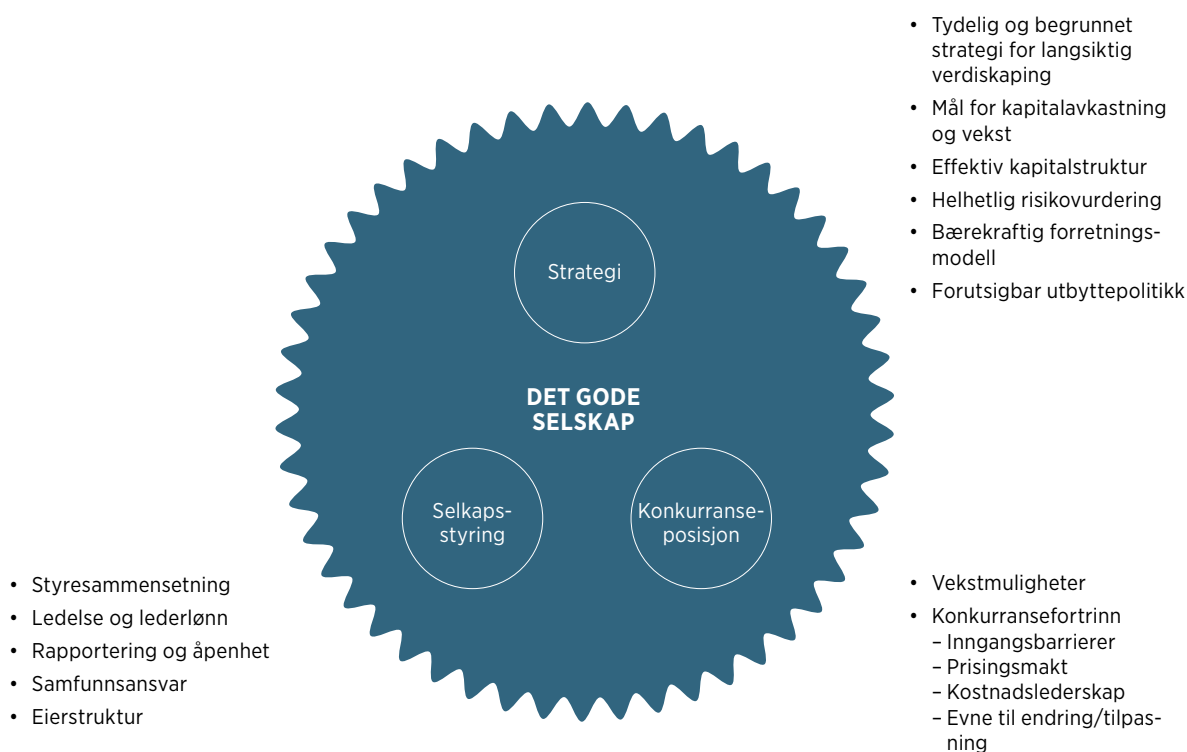 • Tydelig og begrunnet
strategi for langsiktig
verdiskaping
• Mål for kapitalavkastning
og vekst
• Effektiv kapitalstruktur
• Helhetlig risikovurdering
• Bærekraftig forretnings-
modell
• Forutsigbar utbyttepolitikk
Strategi
DET GODE
SELSKAP
Selkaps-
styring
Konkurranse-
posisjon
• Styresammensetning
• Ledelse og lederlønn
• Rapportering og åpenhet
• Samfunnsansvar
• Eierstruktur
• Vekstmuligheter
• Konkurransefortrinn
– Inngangsbarrierer
– Prisingsmakt
– Kostnadslederskap
– Evne til endring/tilpas-
ning